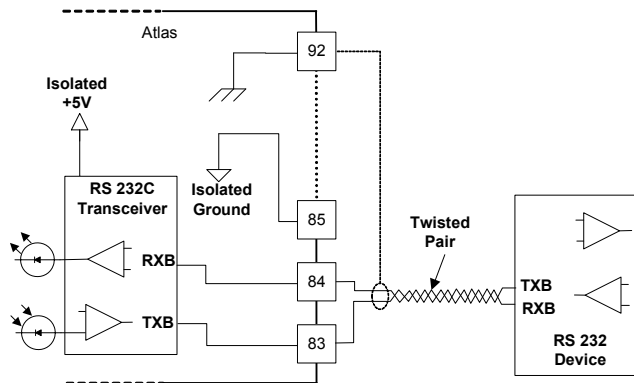 Atlas
92
Isolated
+5V
RS 232C
Transceiver
Isolated
Ground
85
Twisted
Pair
RXB
84
TXB
83
TXB
RXB
RS 232
Device